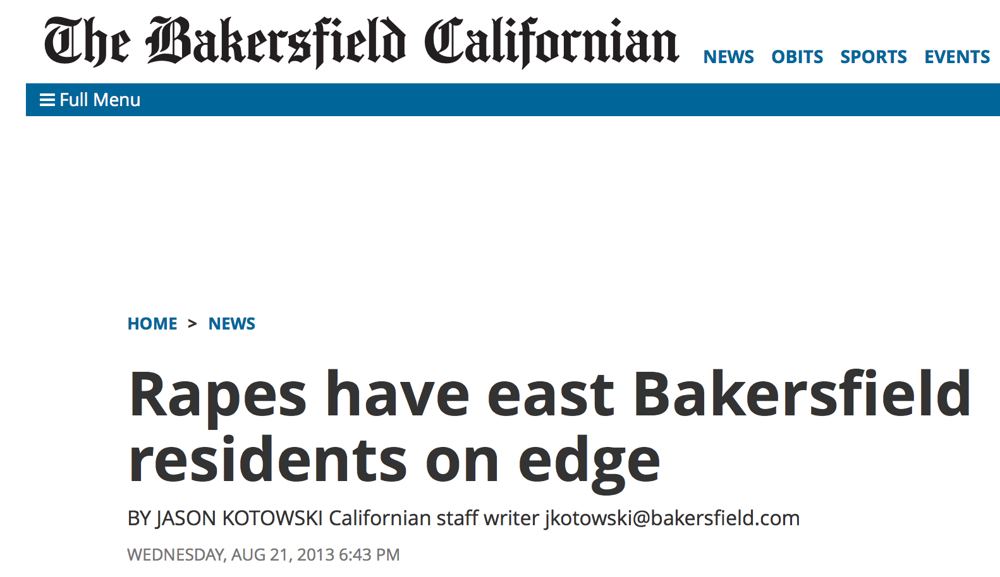 The Bakersfield Californian NEWS OBITS SPORTS EVENTS
Full Menu
HOME > NEWS
Rapes have east Bakersfield
residents on edge
BY JASON KOTOWSKI Californian staff writer jkotowski@bakersfield.com
WEDNESDAY, AUG 21, 2013 6:43 PM